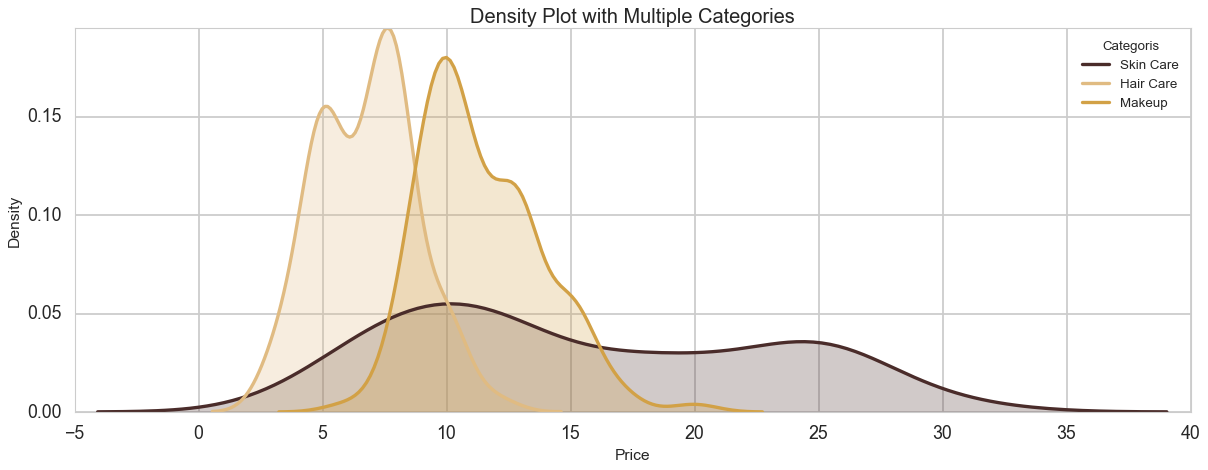 Density Plot with Multiple Categories
Categoris
Skin Care
Hair Care
Makeup
Density
0.15
0.10
0.05
0.00
−5
0
5
10
15
20
25
30
35
40
Price